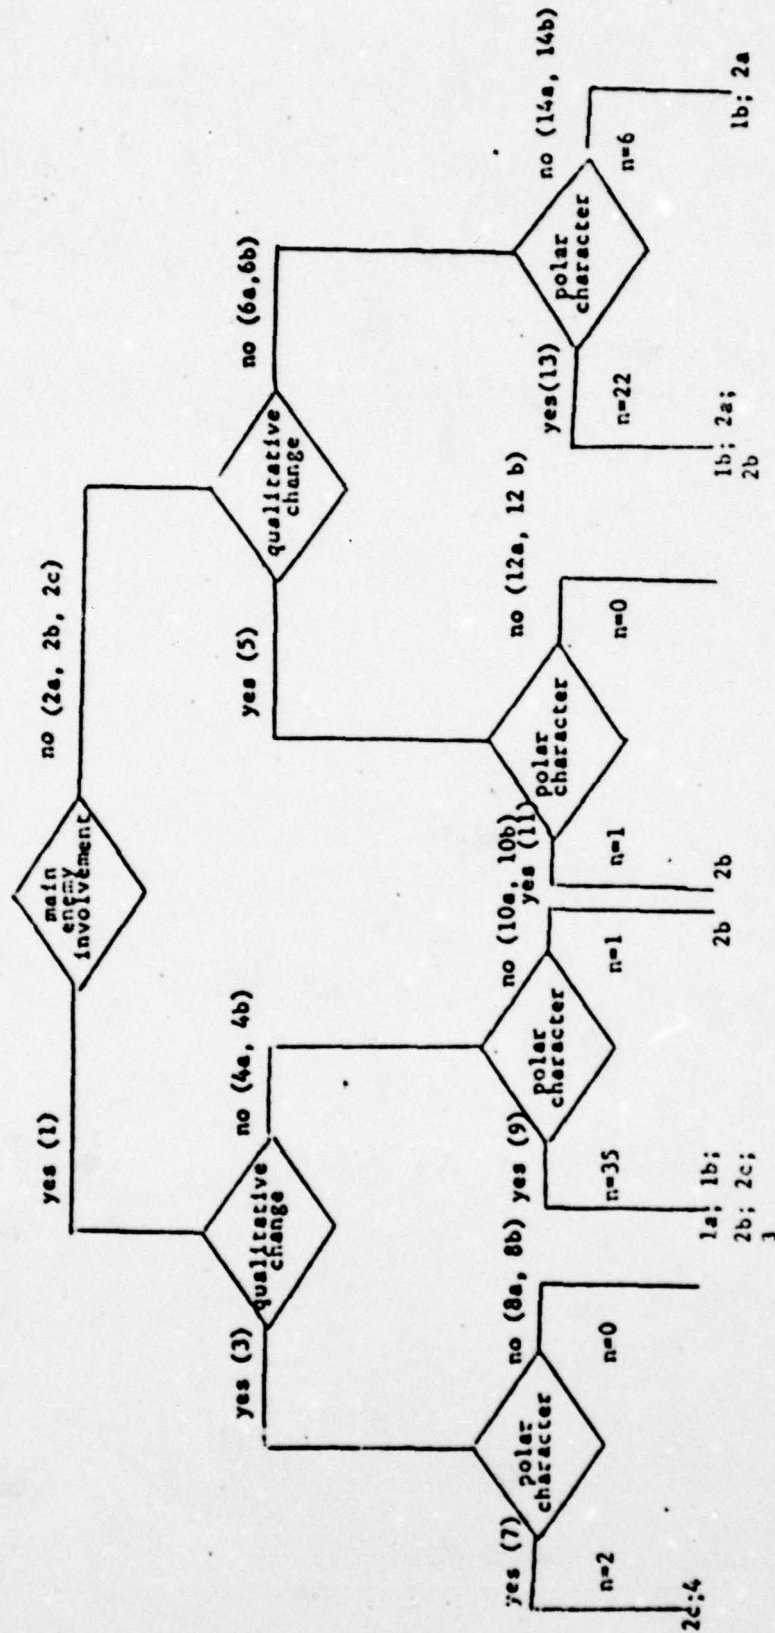 main
enemy
involvement
yes (1)
no (2a, 2b, 2c)
qualitative
change
yes (3)
no (4a, 4b)
qualitative
change
yes (5)
no (6a,6b)
polar
character
yes (7)
no (8a, 8b)
n=2
n=0
2c;4
polar
character
yes (9)
no (10a, 10b)
n=35
n=1
1a; 1b;
2b; 2c;
3
2b
polar
character
yes (11)
no (12a, 12 b)
n=1
n=0
2b
polar
character
yes(13)
no (14a, 14b)
n=22
n=6
1b; 2a;
2b
1b; 2a